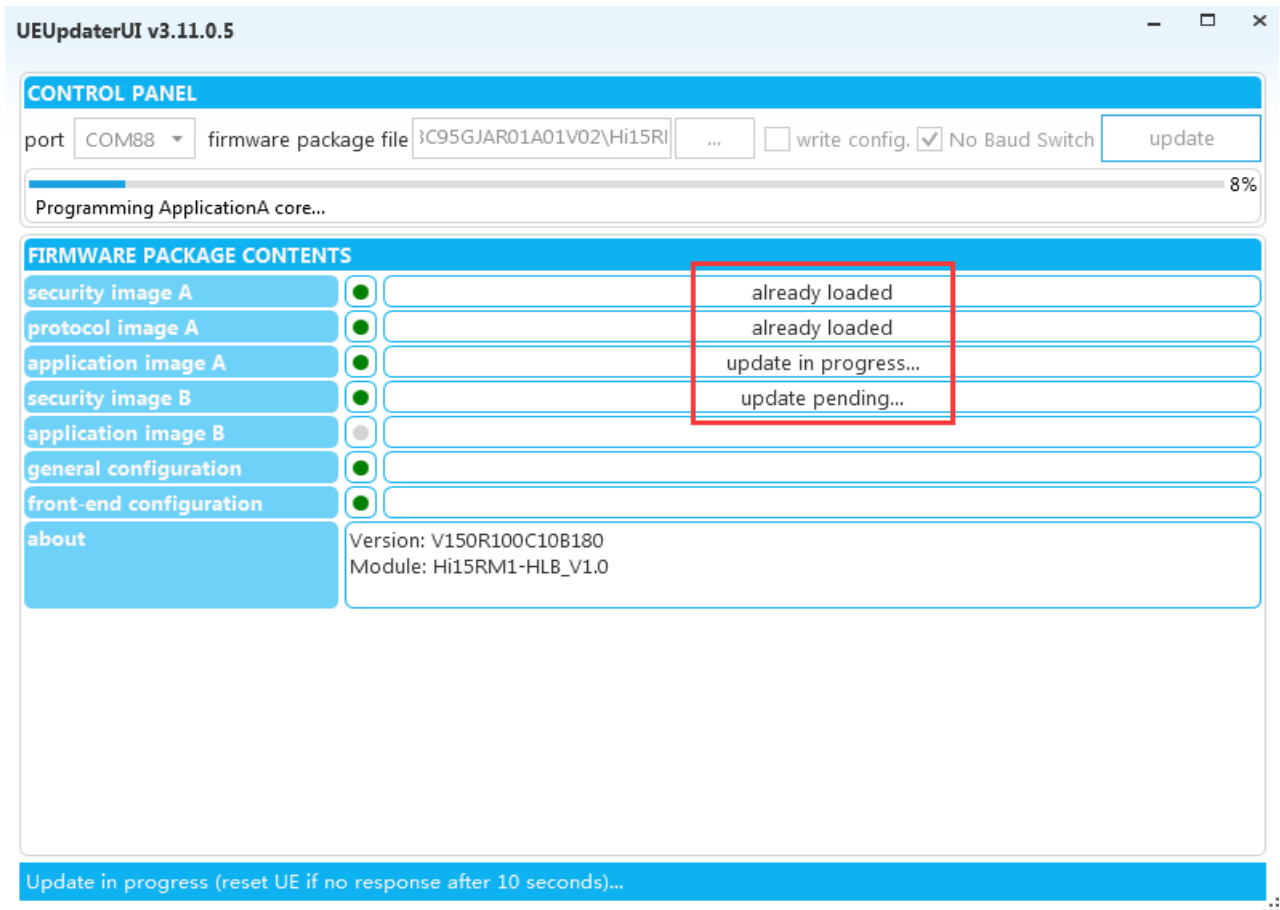 UEUpdaterUI v3.11.0.5
CONTROL PANEL
port COM88 firmware package file 3C95GJAR01A01V02\Hi15RI ... write config. No Baud Switch update
8%
Programming ApplicationA core...
FIRMWARE PACKAGE CONTENTS
security image A already loaded
protocol image A already loaded
application image A update in progress...
security image B update pending...
application image B
general configuration
front-end configuration
about Version: V150R100C10B180
Module: Hi15RM1-HLB_V1.0
Update in progress (reset UE if no response after 10 seconds)...